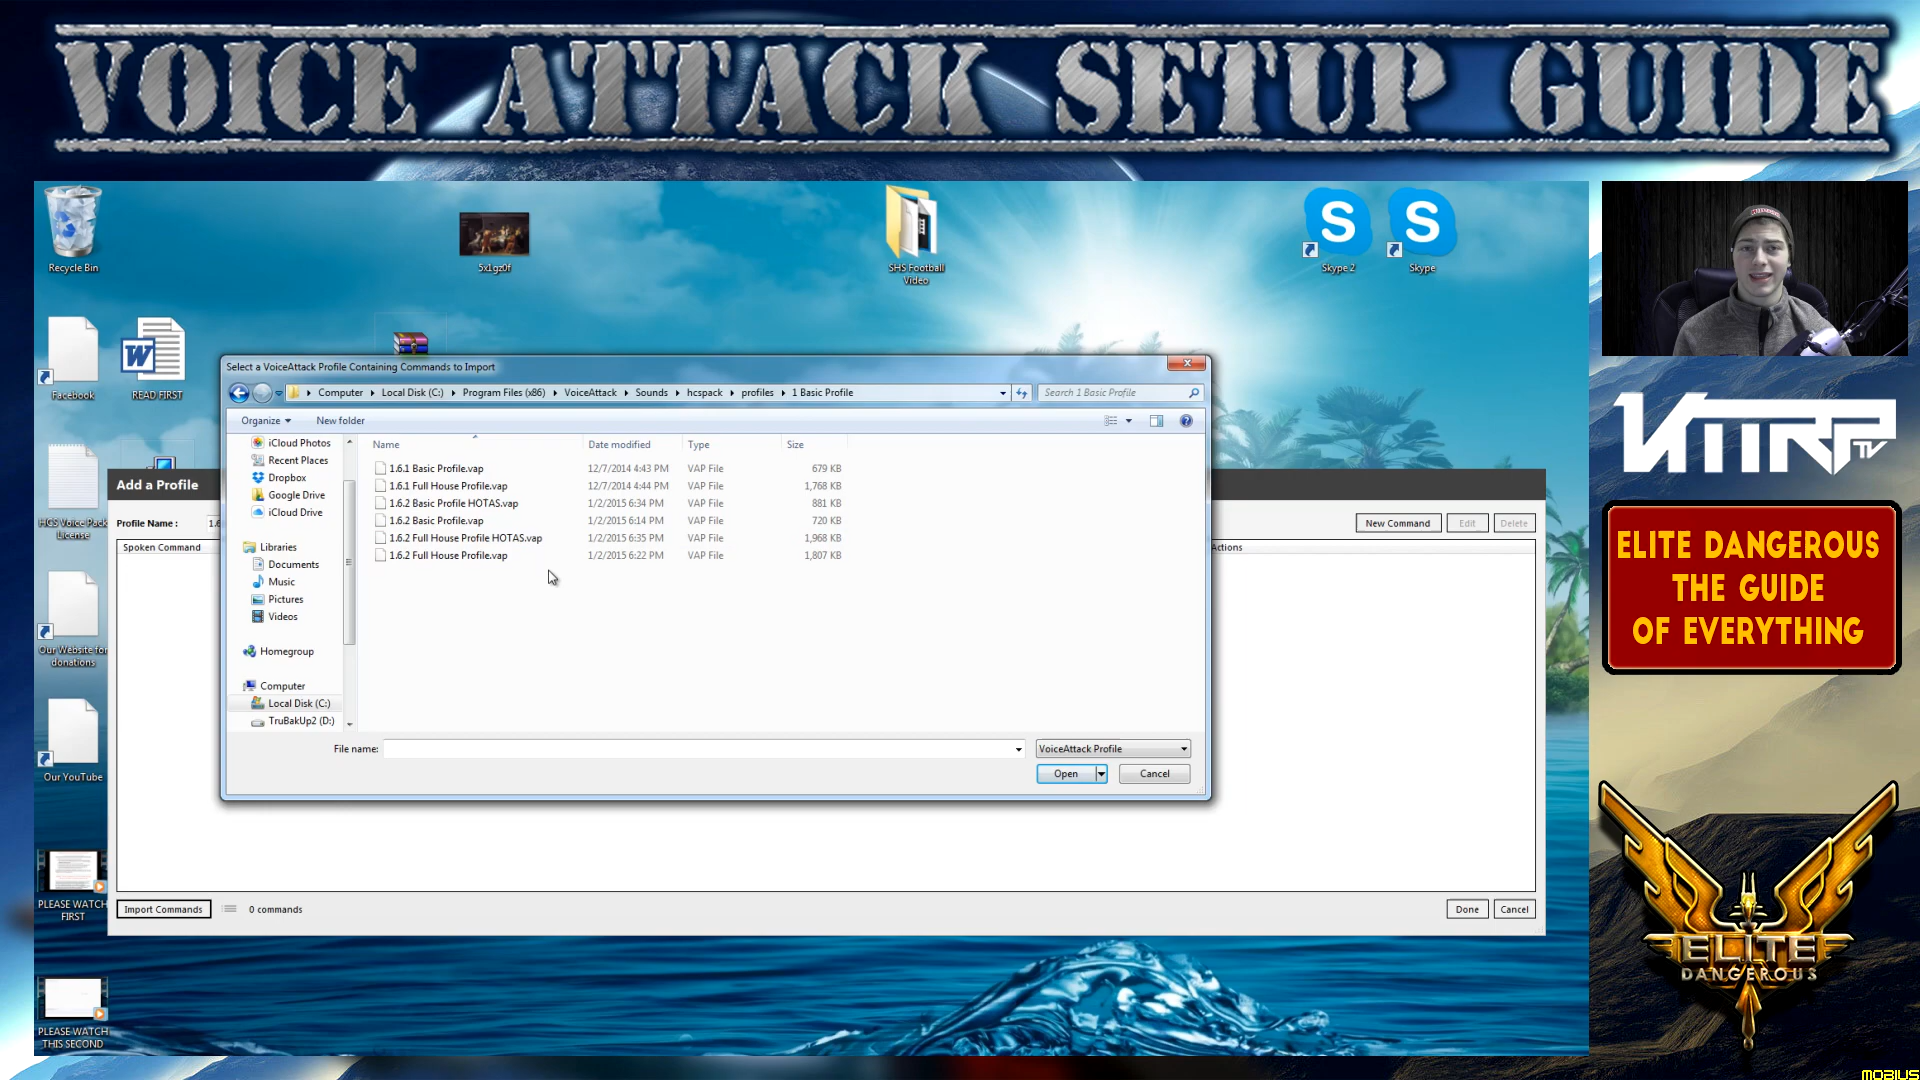 VOICE ATTACK SETUP GUIDE
Recycle Bin
5x1gz0f
SHS Football
Video
Skype 2
Skype
Facebook
READ FIRST
Select a VoiceAttack Profile Containing Commands to Import
Computer
Local Disk (C:)
Program Files (x86)
VoiceAttack
Sounds
hcspack
profiles
1 Basic Profile
Search 1 Basic Profile
Organize
New folder
iCloud Photos
Recent Places
Dropbox
Google Drive
iCloud Drive
Libraries
Documents
Music
Pictures
Videos
Homegroup
Computer
Local Disk (C:)
TruBakUp2 (D:)
Name Date modified Type Size
1.6.1 Basic Profile.vap 12/7/2014 4:43 PM VAP File 679 KB
1.6.1 Full House Profile.vap 12/7/2014 4:44 PM VAP File 1,768 KB
1.6.2 Basic Profile HOTAS.vap 1/2/2015 6:34 PM VAP File 881 KB
1.6.2 Basic Profile.vap 1/2/2015 6:14 PM VAP File 720 KB
1.6.2 Full House Profile HOTAS.vap 1/2/2015 6:35 PM VAP File 1,968 KB
1.6.2 Full House Profile.vap 1/2/2015 6:22 PM VAP File 1,807 KB
File name:
VoiceAttack Profile
Open
Cancel
Add a Profile
Profile Name :
1.6
New Command
Edit
Delete
Spoken Command
Actions
HGS Voice Pack
License
Our Website for
donations
Our YouTube
PLEASE WATCH
FIRST
PLEASE WATCH
THIS SECOND
Import Commands
0 commands
Done
Cancel
TV
ELITE DANGEROUS
THE GUIDE
OF EVERYTHING
ELITE
DANGEROUS
MOBIUS